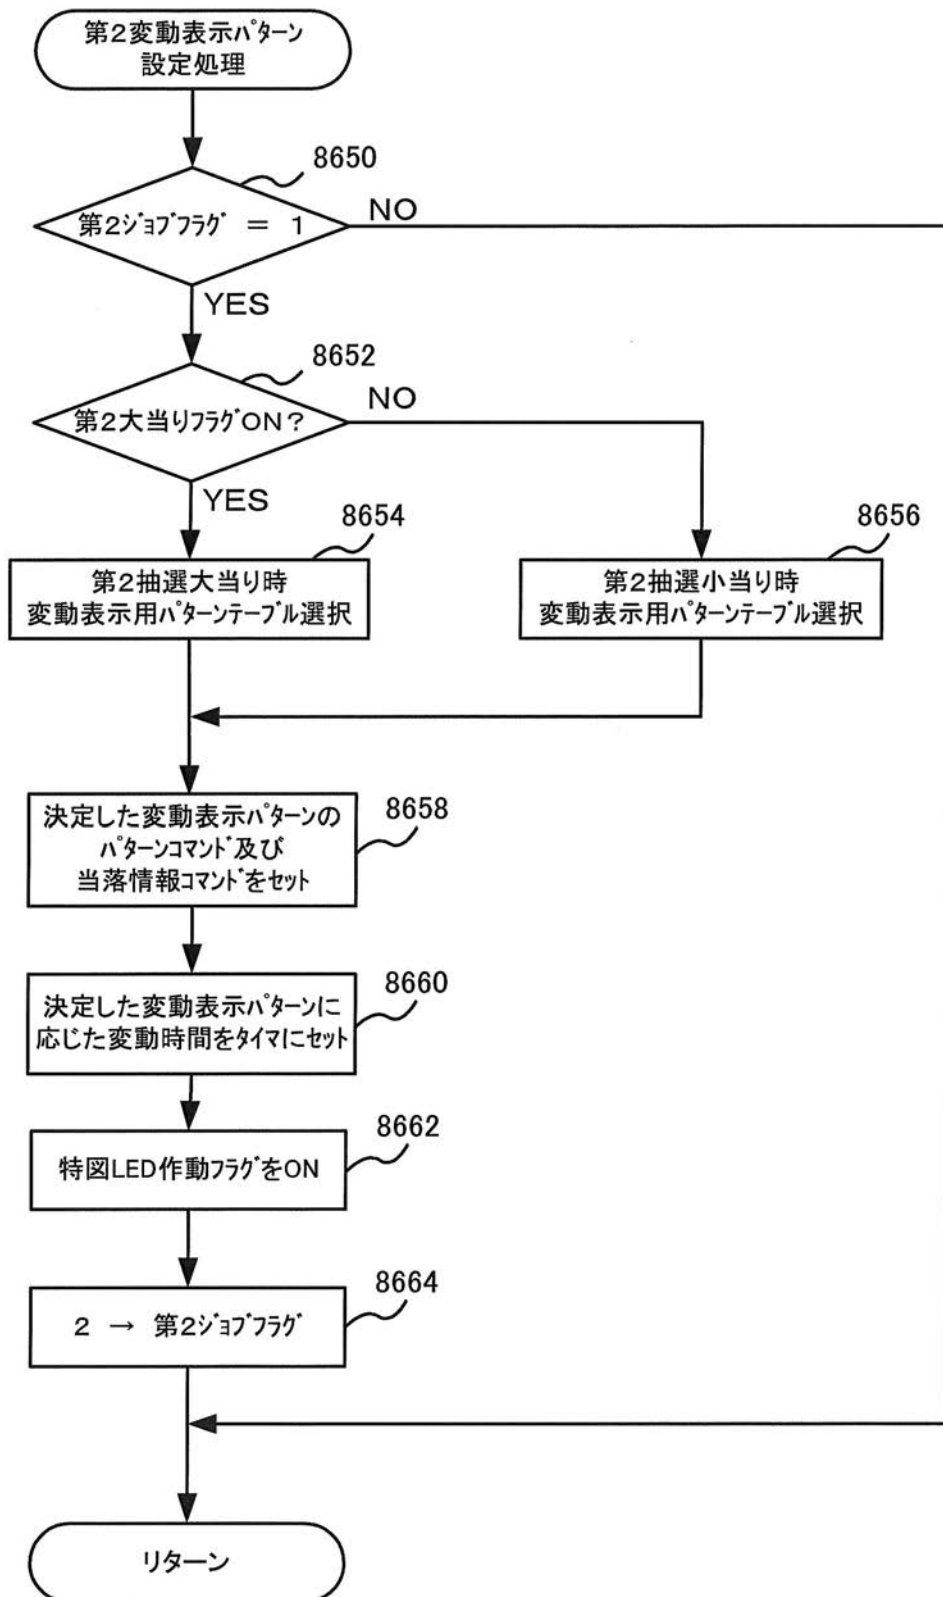 第2変動表示パターン
設定処理
8650
第2ｼﾞｮﾌﾞﾌﾗｸﾞ ＝ 1
NO
YES
8652
第2大当りﾌﾗｸﾞON？
NO
YES
8654
第2抽選大当り時
変動表示用ﾊﾟﾀｰﾝﾃｰﾌﾞﾙ選択
8656
第2抽選小当り時
変動表示用ﾊﾟﾀｰﾝﾃｰﾌﾞﾙ選択
8658
決定した変動表示ﾊﾟﾀｰﾝの
ﾊﾟﾀｰﾝｺﾏﾝﾄﾞ及び
当落情報ｺﾏﾝﾄﾞをｾｯﾄ
8660
決定した変動表示ﾊﾟﾀｰﾝに
応じた変動時間をﾀｲﾏにｾｯﾄ
8662
特図LED作動ﾌﾗｸﾞをON
8664
2 → 第2ｼﾞｮﾌﾞﾌﾗｸﾞ
リターン